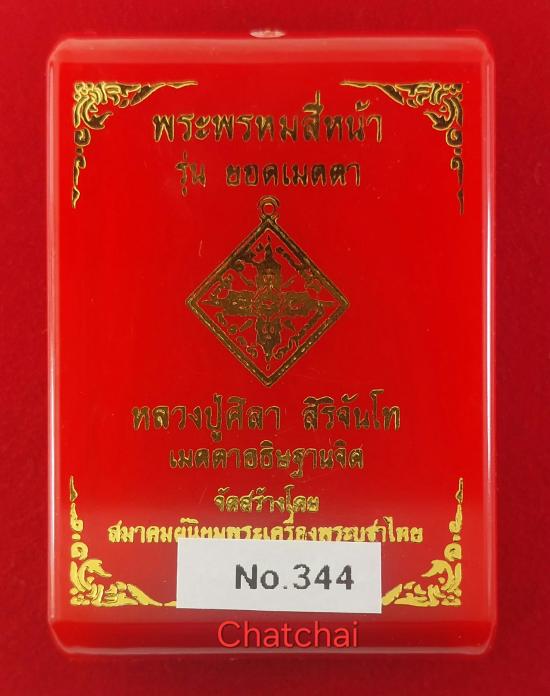 พระพรหมสี่หน้า
รุ่น ยอดเมตตา
หลวงปู่ศิลา สิริจันโท
เมตตาอธิษฐานจิต
จัดสร้างโดย
สมาคมผู้นิยมพระเครื่องพระบูชาไทย
No.344
Chatchai